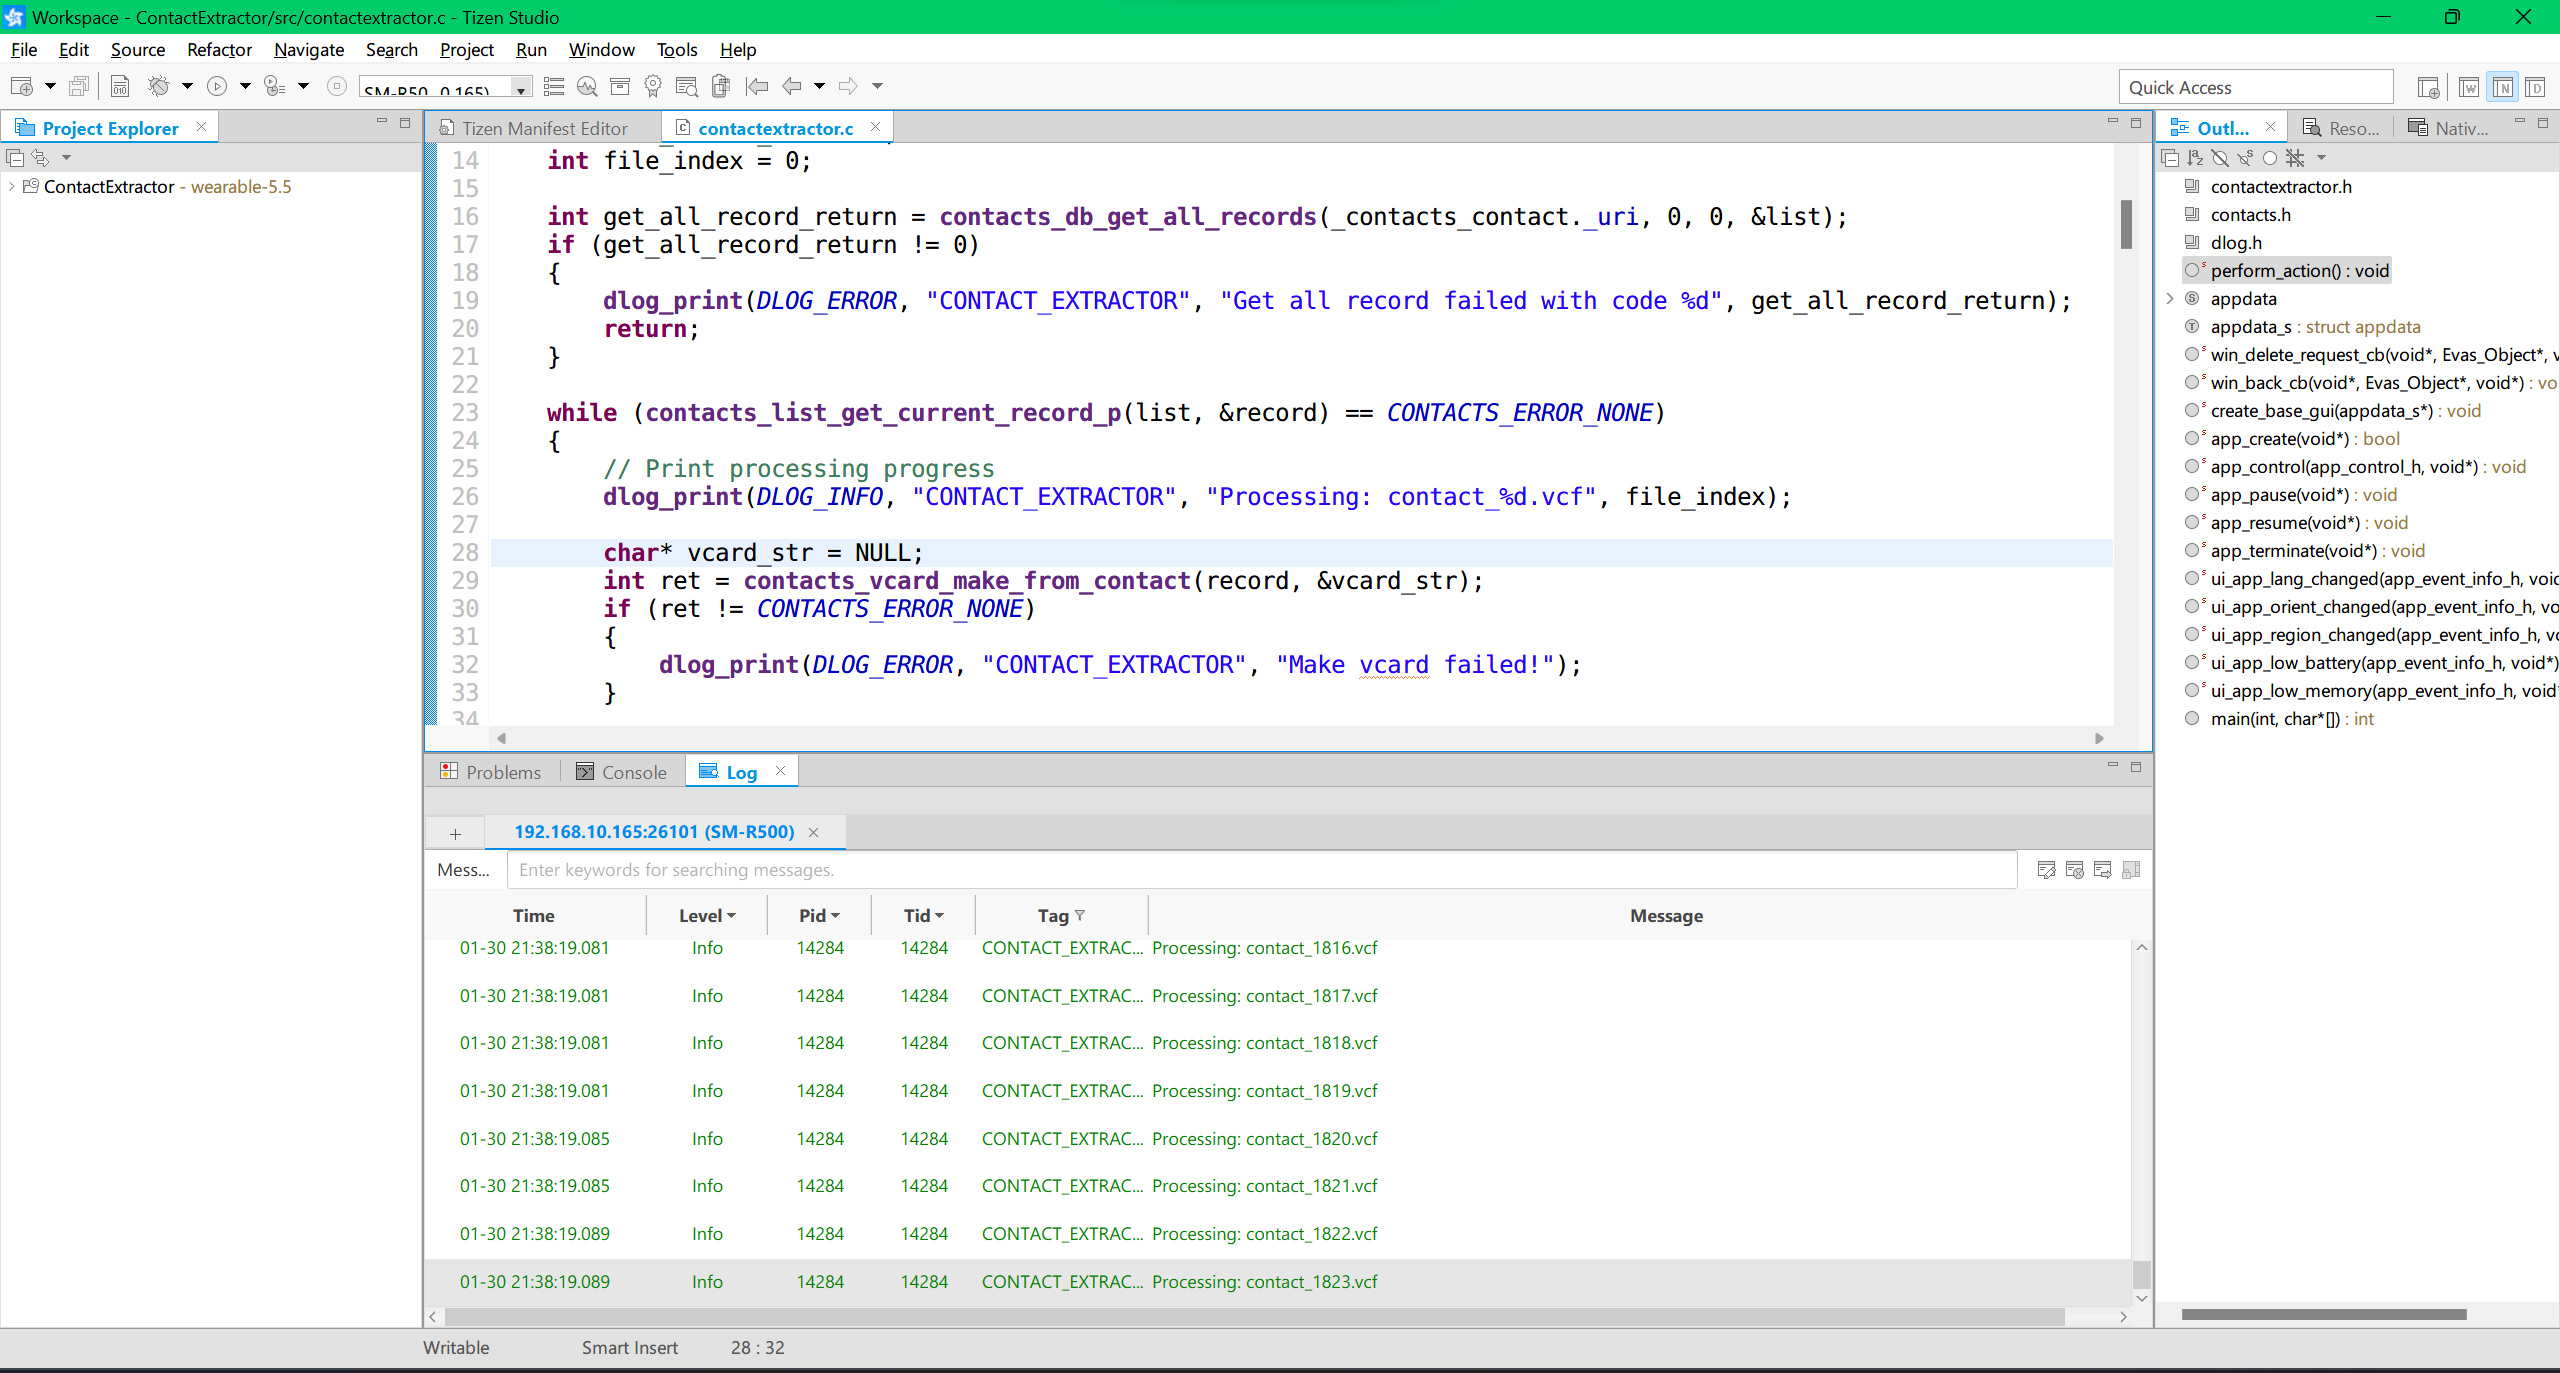 Workspace - ContactExtractor/src/contactextractor.c - Tizen Studio
File Edit Source Refactor Navigate Search Project Run Window Tools Help
Quick Access
Project Explorer
ContactExtractor - wearable-5.5
Tizen Manifest Editor
contactextractor.c
14 int file_index = 0;
15
16 int get_all_record_return = contacts_db_get_all_records(_contacts_contact._uri, 0, 0, &list);
17 if (get_all_record_return != 0)
18 {
19 dlog_print(DLOG_ERROR, "CONTACT_EXTRACTOR", "Get all record failed with code %d", get_all_record_return);
20 return;
21 }
22
23 while (contacts_list_get_current_record_p(list, &record) == CONTACTS_ERROR_NONE)
24 {
25 // Print processing progress
26 dlog_print(DLOG_INFO, "CONTACT_EXTRACTOR", "Processing: contact_%d.vcf", file_index);
27
28 char* vcard_str = NULL;
29 int ret = contacts_vcard_make_from_contact(record, &vcard_str);
30 if (ret != CONTACTS_ERROR_NONE)
31 {
32 dlog_print(DLOG_ERROR, "CONTACT_EXTRACTOR", "Make vcard failed!");
33 }
34
Problems Console Log
192.168.10.165:26101 (SM-R500)
Mess... Enter keywords for searching messages.
Time Level Pid Tid Tag Message
01-30 21:38:19.081 Info 14284 14284 CONTACT_EXTRAC... Processing: contact_1816.vcf
01-30 21:38:19.081 Info 14284 14284 CONTACT_EXTRAC... Processing: contact_1817.vcf
01-30 21:38:19.081 Info 14284 14284 CONTACT_EXTRAC... Processing: contact_1818.vcf
01-30 21:38:19.081 Info 14284 14284 CONTACT_EXTRAC... Processing: contact_1819.vcf
01-30 21:38:19.085 Info 14284 14284 CONTACT_EXTRAC... Processing: contact_1820.vcf
01-30 21:38:19.085 Info 14284 14284 CONTACT_EXTRAC... Processing: contact_1821.vcf
01-30 21:38:19.089 Info 14284 14284 CONTACT_EXTRAC... Processing: contact_1822.vcf
01-30 21:38:19.089 Info 14284 14284 CONTACT_EXTRAC... Processing: contact_1823.vcf
Outl... Reso... Nativ...
contactextractor.h
contacts.h
dlog.h
perform_action() : void
appdata
appdata_s : struct appdata
win_delete_request_cb(void*, Evas_Object*, v
win_back_cb(void*, Evas_Object*, void*) : vo
create_base_gui(appdata_s*) : void
app_create(void*) : bool
app_control(app_control_h, void*) : void
app_pause(void*) : void
app_resume(void*) : void
app_terminate(void*) : void
ui_app_lang_changed(app_event_info_h, voic
ui_app_orient_changed(app_event_info_h, vo
ui_app_region_changed(app_event_info_h, vo
ui_app_low_battery(app_event_info_h, void*)
ui_app_low_memory(app_event_info_h, void
main(int, char*[]) : int
Writable Smart Insert 28 : 32